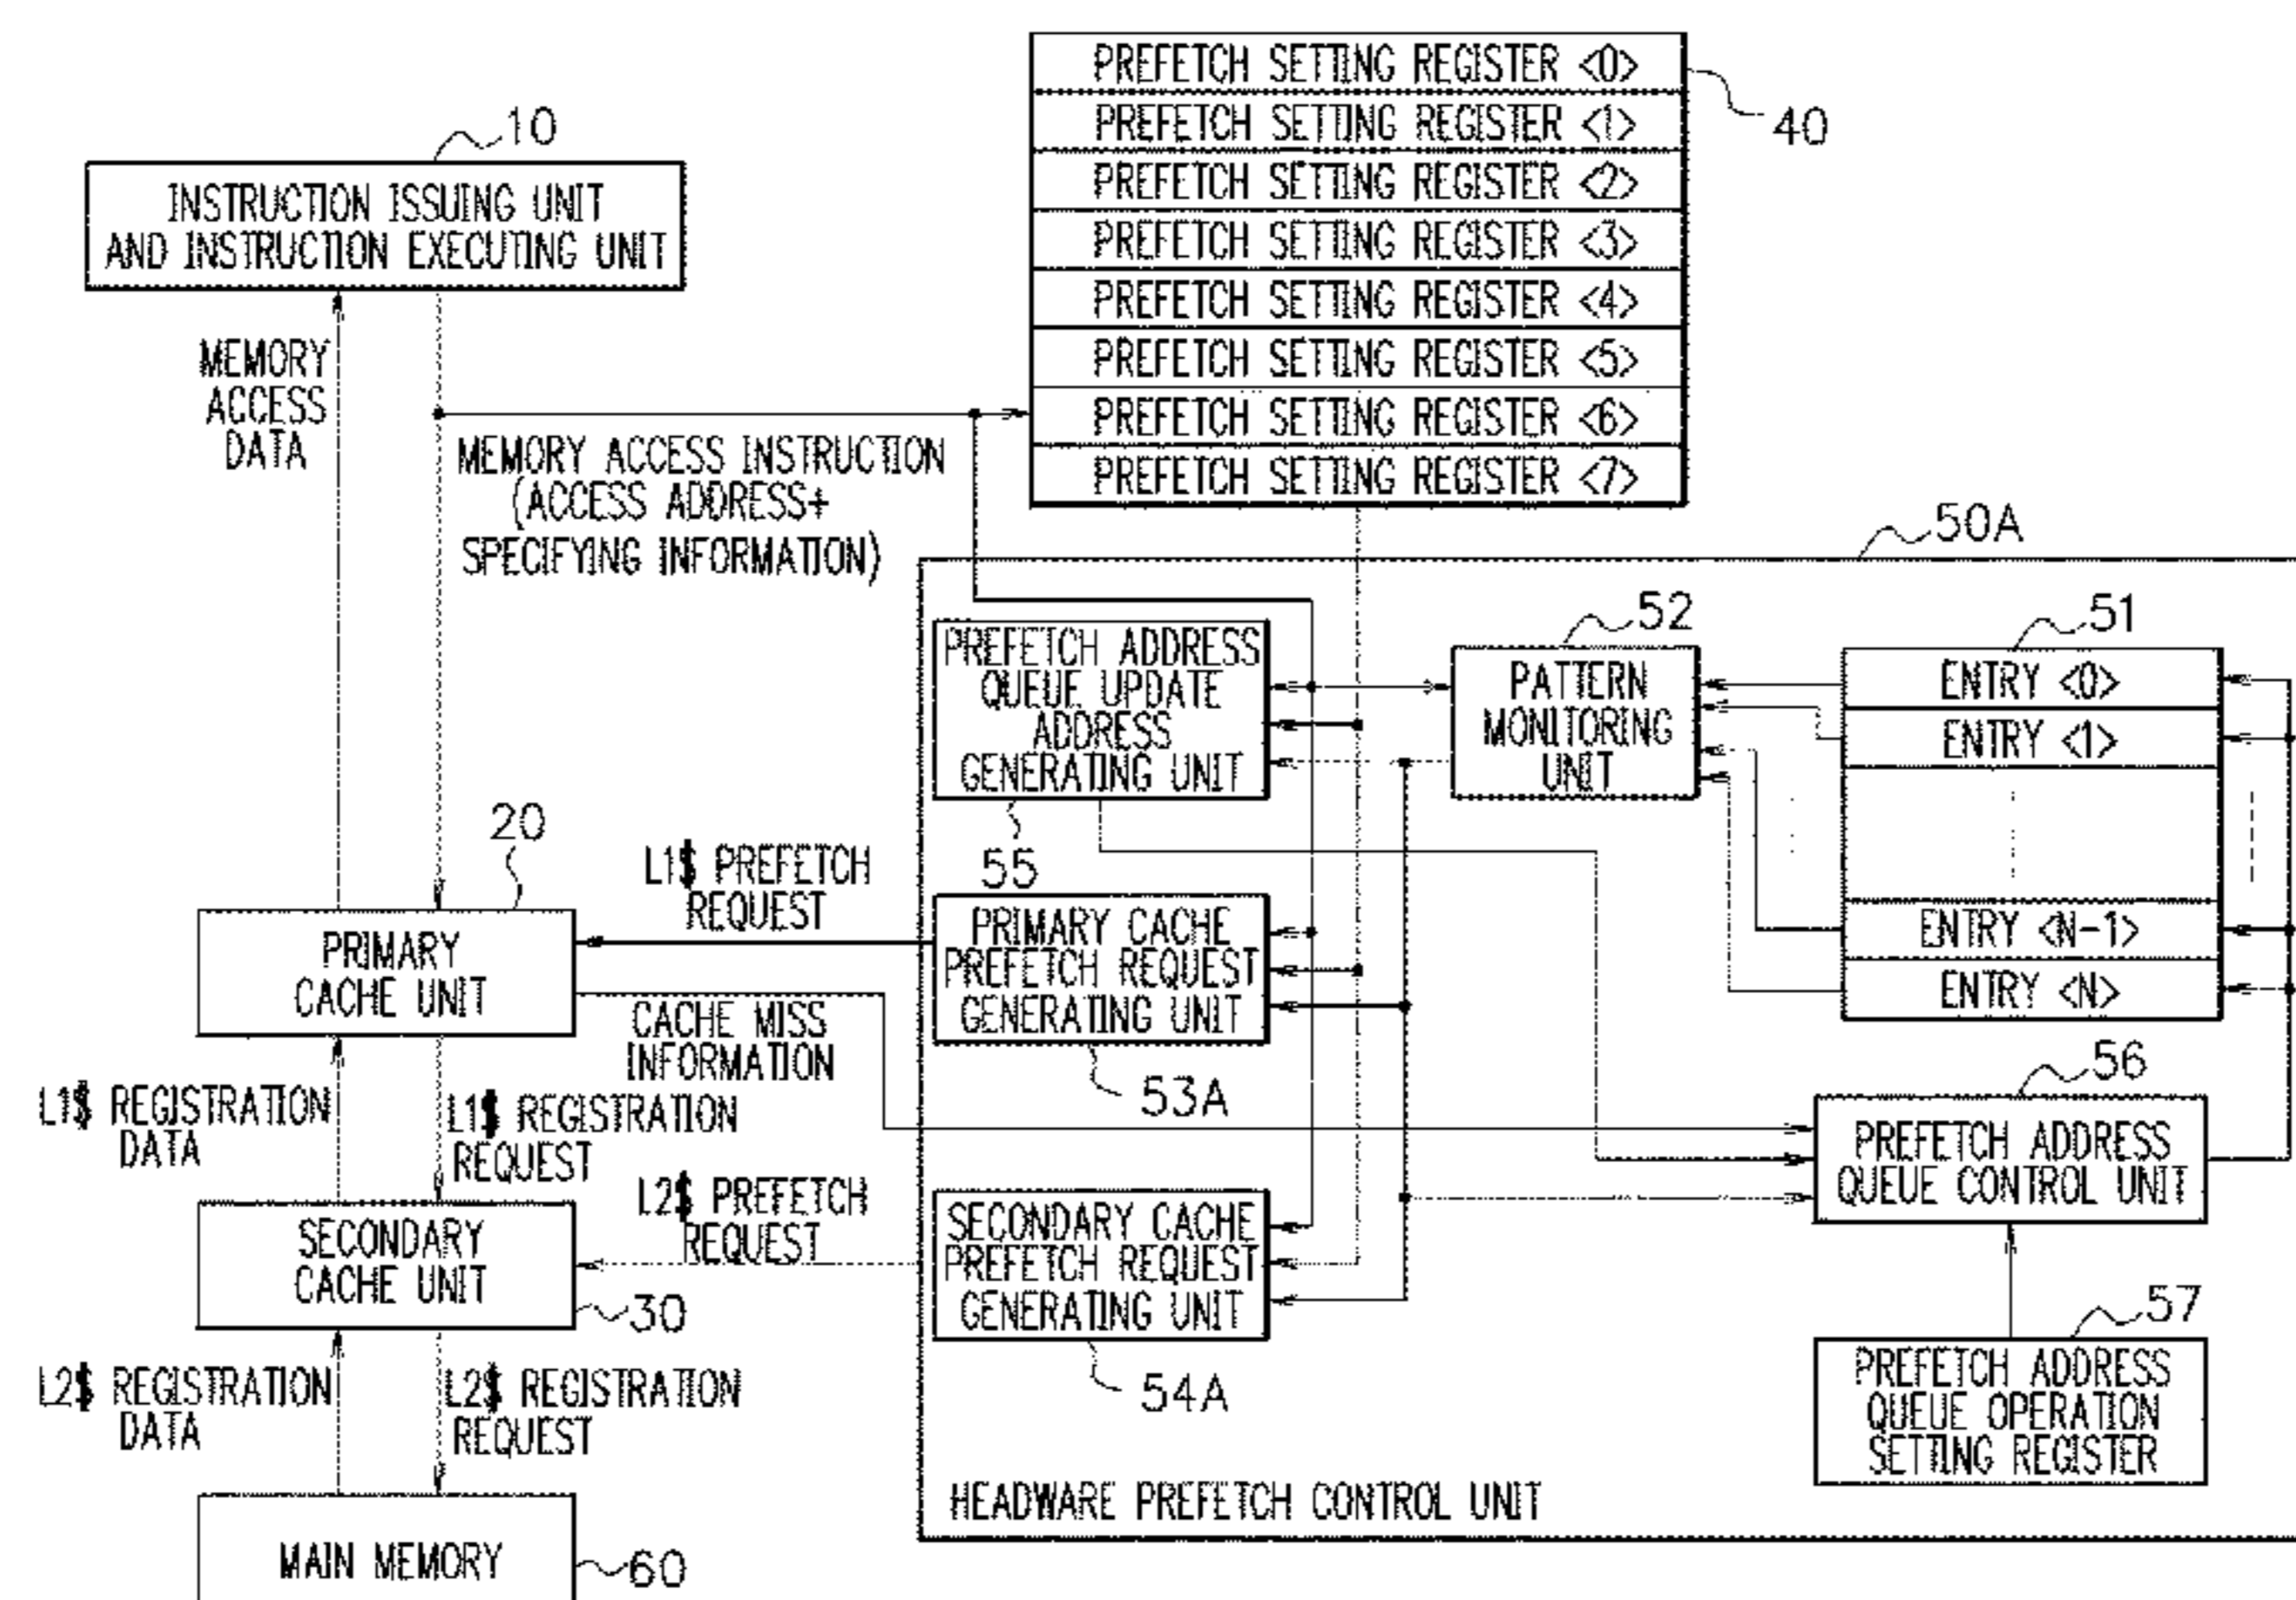 PREFETCH SETTING REGISTER <0>
PREFETCH SETTING REGISTER <1>
PREFETCH SETTING REGISTER <2>
PREFETCH SETTING REGISTER <3>
PREFETCH SETTING REGISTER <4>
PREFETCH SETTING REGISTER <5>
PREFETCH SETTING REGISTER <6>
PREFETCH SETTING REGISTER <7>
40
10
INSTRUCTION ISSUING UNIT
AND INSTRUCTION EXECUTING UNIT
MEMORY
ACCESS
DATA
MEMORY ACCESS INSTRUCTION
(ACCESS ADDRESS+
SPECIFYING INFORMATION)
50A
PREFETCH ADDRESS
QUEUE UPDATE
ADDRESS
GENERATING UNIT
55
52
PATTERN
MONITORING
UNIT
51
ENTRY <0>
ENTRY <1>
ENTRY <N-1>
ENTRY <N>
20
PRIMARY
CACHE UNIT
L1$ PREFETCH
REQUEST
PRIMARY CACHE
PREFETCH REQUEST
GENERATING UNIT
53A
CACHE MISS
INFORMATION
56
PREFETCH ADDRESS
QUEUE CONTROL UNIT
L1$ REGISTRATION
DATA
L1$ REGISTRATION
REQUEST
L2$ PREFETCH
REQUEST
SECONDARY
CACHE UNIT
30
SECONDARY CACHE
PREFETCH REQUEST
GENERATING UNIT
54A
57
PREFETCH ADDRESS
QUEUE OPERATION
SETTING REGISTER
L2$ REGISTRATION
DATA
L2$ REGISTRATION
REQUEST
HEADWARE PREFETCH CONTROL UNIT
MAIN MEMORY
60